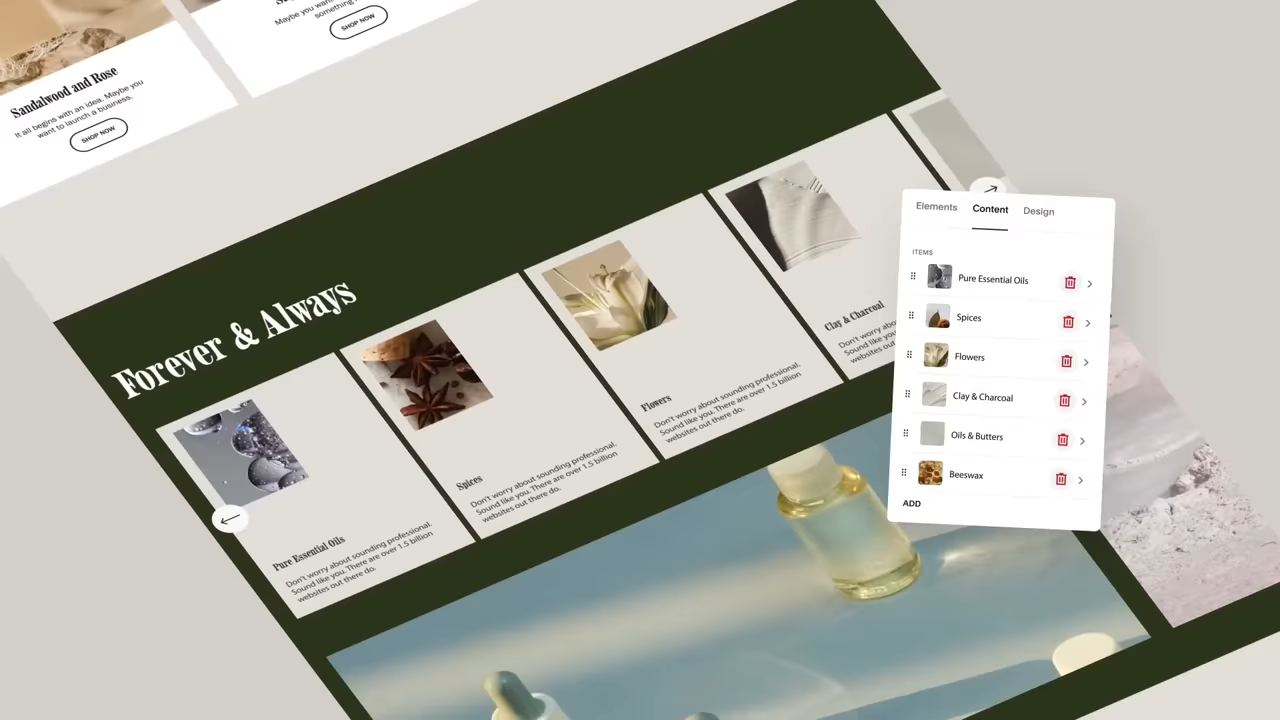 Maybe you
something
SHOP NOW
Sandalwood and Rose
It all begins with an idea. Maybe you
want to launch a business.
SHOP NOW
Forever & Always
Pure Essential Oils
Don't worry about sounding professional.
Sound like you. There are over 1.5 billion
websites out there do.
Spices
Don't worry about sounding professional.
Sound like you. There are over 1.5 billion
websites out there do.
Flowers
Don't worry about sounding professional.
Sound like you. There are over 1.5 billion
websites out there do.
Clay & Charcoal
Don't worry
Sound like
websites
Elements Content Design
ITEMS
Pure Essential Oils
Spices
Flowers
Clay & Charcoal
Oils & Butters
Beeswax
ADD